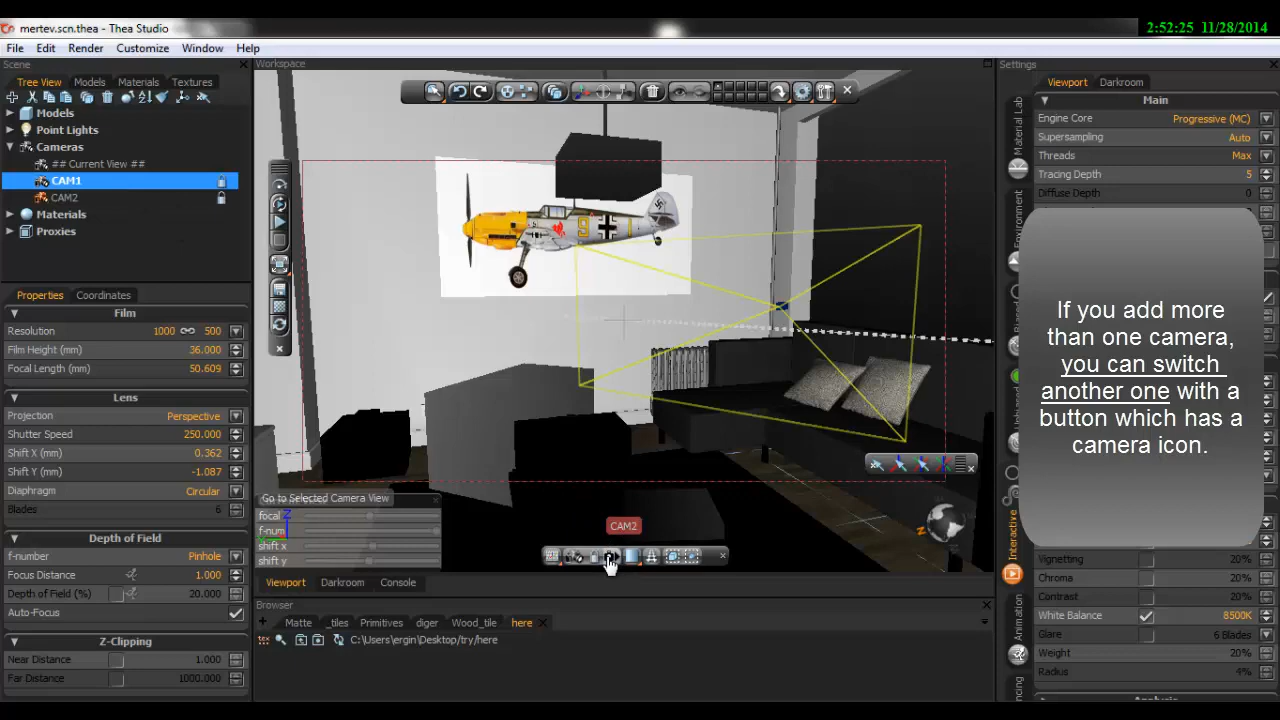 mertev.scn.thea - Thea Studio
2:52:25 11/28/2014
File Edit Render Customize Window Help
Scene
Tree View Models Materials Textures
Models
Point Lights
Cameras
## Current View ##
CAM1
CAM2
Materials
Proxies
Properties Coordinates
Film
Resolution 1000 500
Film Height (mm) 36.000
Focal Length (mm) 50.609
Lens
Projection Perspective
Shutter Speed 250.000
Shift X (mm) 0.362
Shift Y (mm) -1.087
Diaphragm Circular
Blades 6
Depth of Field
f-number Pinhole
Focus Distance 1.000
Depth of Field (%) 20.000
Auto-Focus
Z-Clipping
Near Distance 1.000
Far Distance 1000.000
Workspace
9
Go to Selected Camera View
focal
Z
f-num
shift x
shift y
CAM2
Z
Viewport Darkroom Console
Browser
Matte _tiles Primitives diger Wood_tile here
tex C:\Users\ergin\Desktop/try/here
Settings
Viewport Darkroom
Material Lab
Environment
Interactive
Animation
Main
Engine Core Progressive (MC)
Supersampling Auto
Threads Max
Tracing Depth 5
Diffuse Depth 0
If you add more
than one camera,
you can switch
another one with a
button which has a
camera icon.
Vignetting 20%
Chroma 20%
Contrast 20%
White Balance 8500K
Glare 6 Blades
Weight 20%
Radius 4%